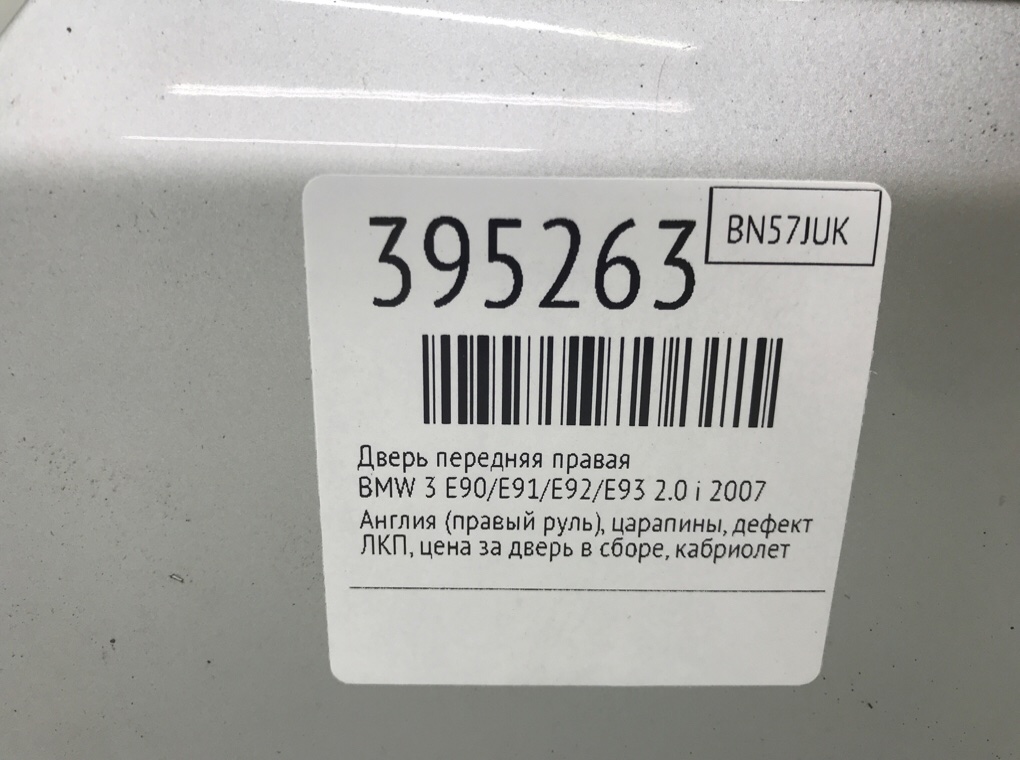 395263
BN57JUK
Дверь передняя правая
BMW 3 E90/E91/E92/E93 2.0 i 2007
Англия (правый руль), царапины, дефект
ЛКП, цена за дверь в сборе, кабриолет